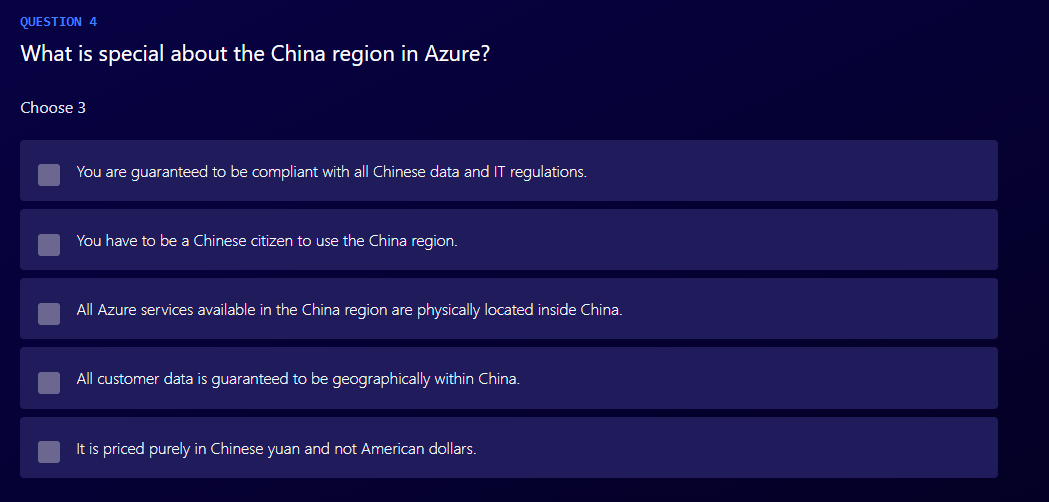 QUESTION 4
What is special about the China region in Azure?
Choose 3
You are guaranteed to be compliant with all Chinese data and IT regulations.
You have to be a Chinese citizen to use the China region.
All Azure services available in the China region are physically located inside China.
All customer data is guaranteed to be geographically within China.
It is priced purely in Chinese yuan and not American dollars.